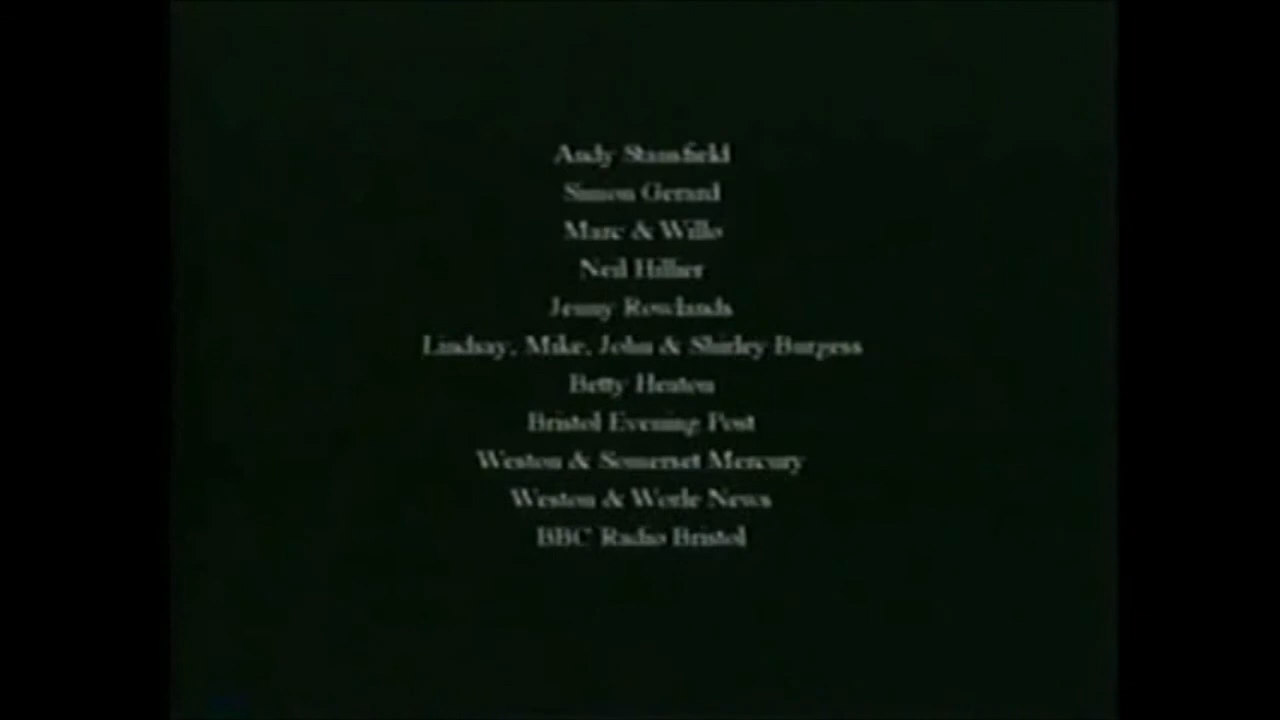 Andy Stansfield
Simon Gerard
Marc & Willo
Neil Hillier
Jenny Rowlands
Lindsay, Mike, John & Shirley Burgess
Betty Heaton
Bristol Evening Post
Weston & Somerset Mercury
Weston & Worle News
BBC Radio Bristol